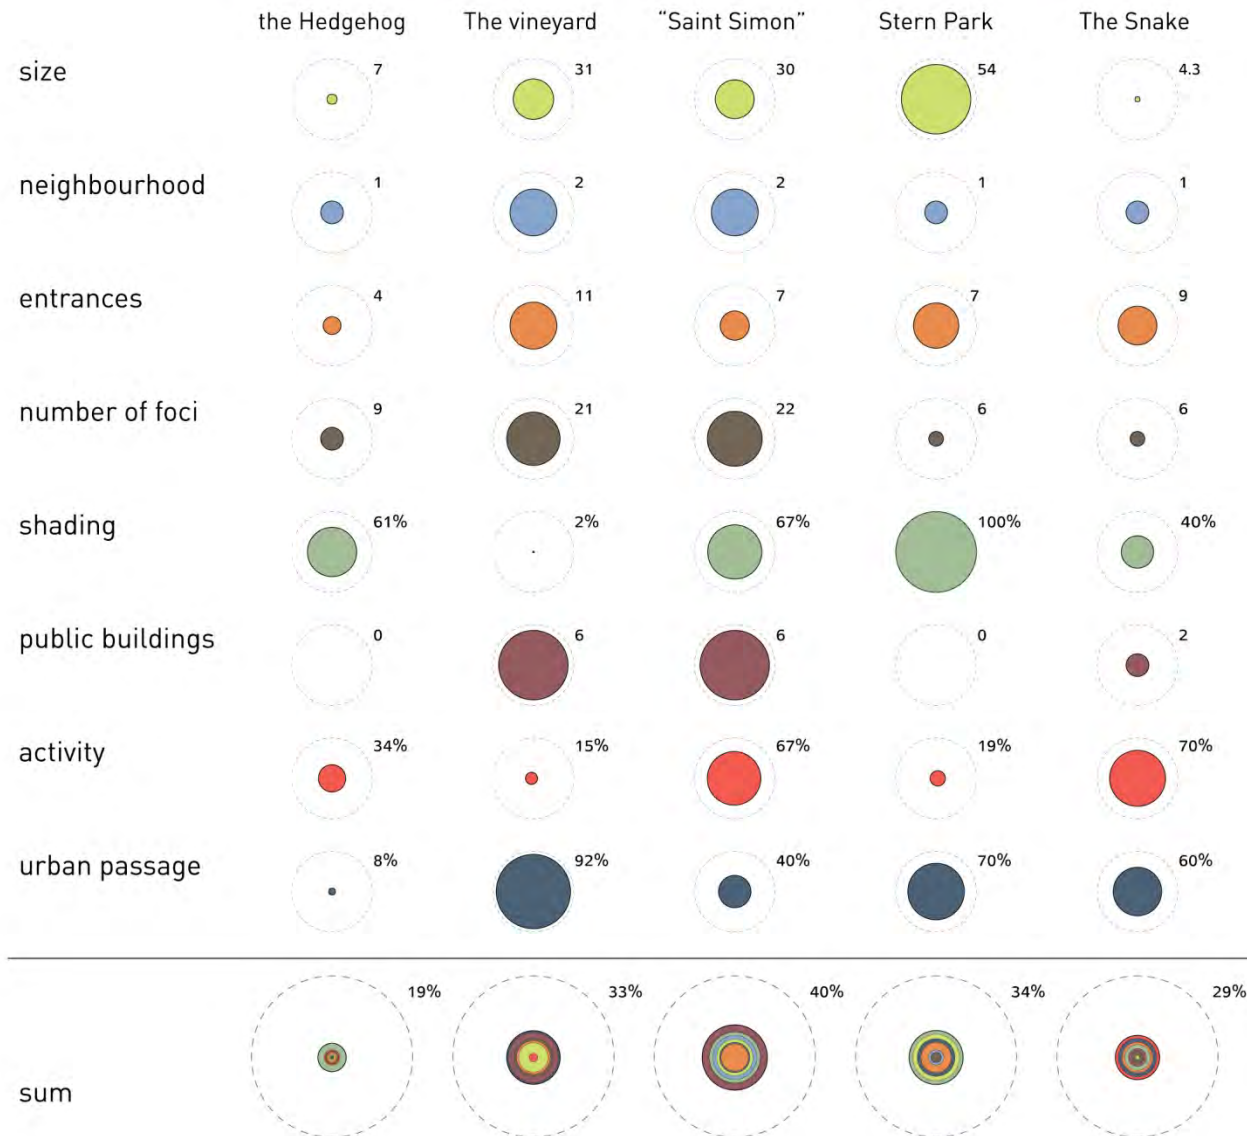 the Hedgehog The vineyard "Saint Simon" Stern Park The Snake
size 7 31 30 54 4.3
neighbourhood 1 2 2 1 1
entrances 4 11 7 7 9
number of foci 9 21 22 6 6
shading 61% 2% 67% 100% 40%
public buildings 0 6 6 0 2
activity 34% 15% 67% 19% 70%
urban passage 8% 92% 40% 70% 60%
19% 33% 40% 34% 29%
sum